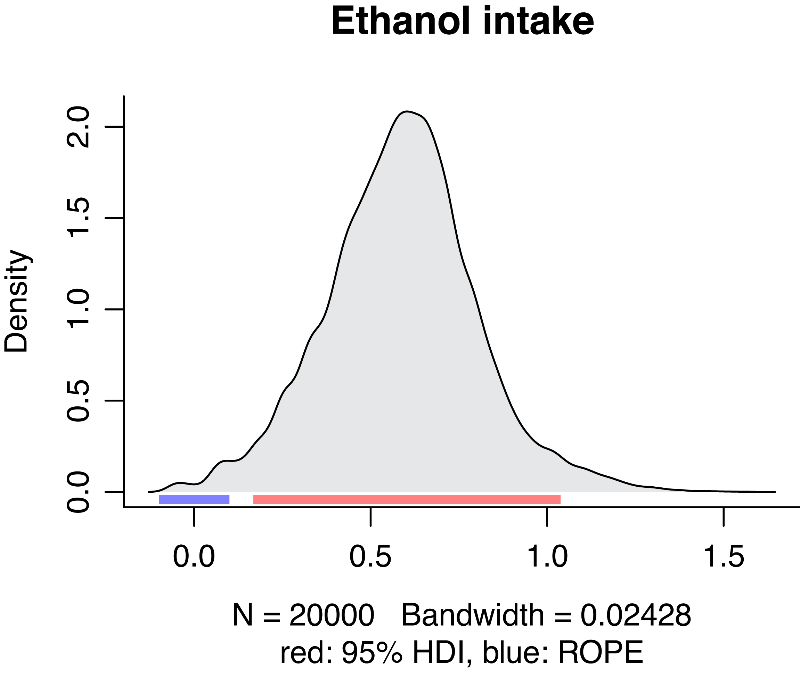 Ethanol intake
Density
2.0
1.5
1.0
0.5
0.0
0.0 0.5 1.0 1.5
N = 20000 Bandwidth = 0.02428
red: 95% HDI, blue: ROPE